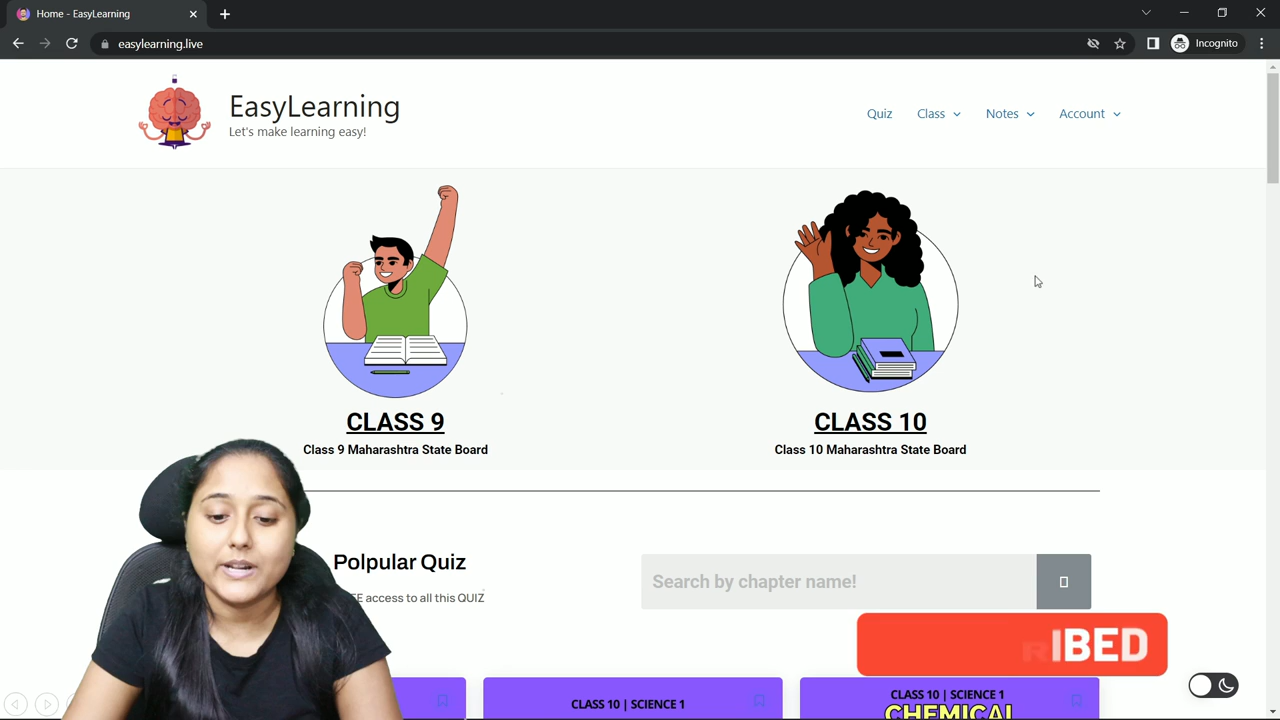 Home - EasyLearning
easylearning.live
Incognito
EasyLearning
Let's make learning easy!
Quiz
Class
Notes
Account
CLASS 9
Class 9 Maharashtra State Board
CLASS 10
Class 10 Maharashtra State Board
Polpular Quiz
access to all this QUIZ
Search by chapter name!
IBED
CLASS 10 | SCIENCE 1
CLASS 10 | SCIENCE 1
CHEMICAL